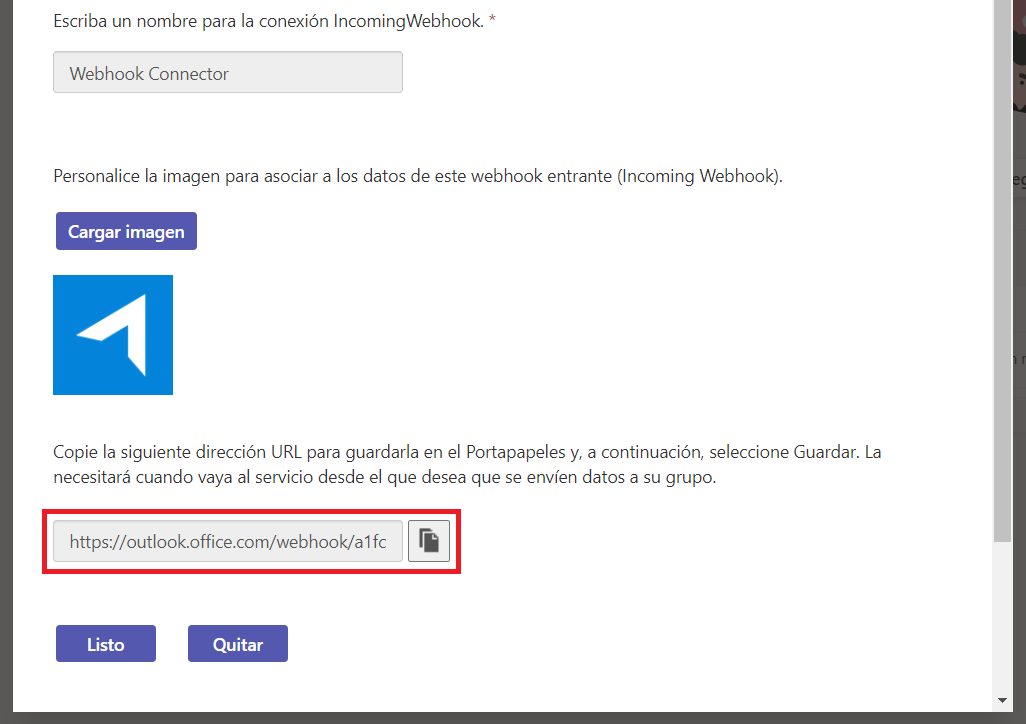 Escriba un nombre para la conexión IncomingWebhook. *
Webhook Connector
Personalice la imagen para asociar a los datos de este webhook entrante (Incoming Webhook).
Cargar imagen
Copie la siguiente dirección URL para guardarla en el Portapapeles y, a continuación, seleccione Guardar. La
necesitará cuando vaya al servicio desde el que desea que se envíen datos a su grupo.
https://outlook.office.com/webhook/a1fc
Listo
Quitar